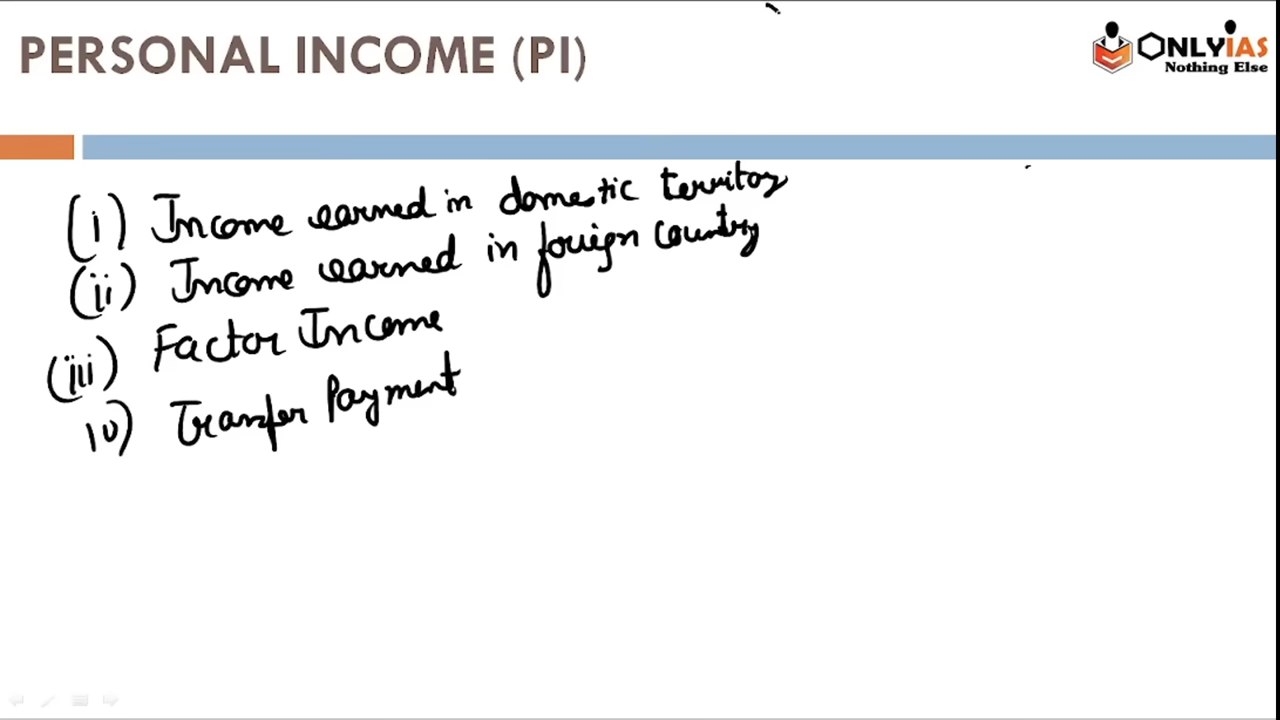 PERSONAL INCOME (PI)
ONLYIAS
Nothing Else
(i) Income earned in domestic territoy
(ii) Income earned in foreign country
(iii) Factor Income
iv) Transfer Payment